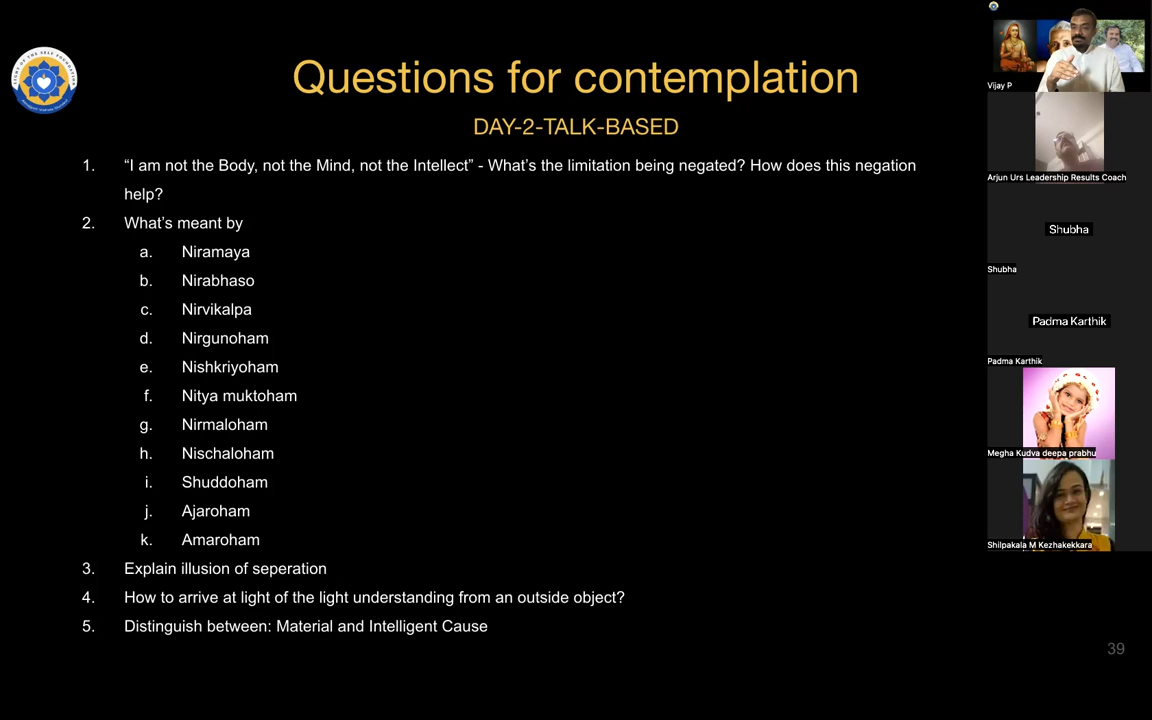 Questions for contemplation
DAY-2-TALK-BASED
1. “I am not the Body, not the Mind, not the Intellect” - What’s the limitation being negated? How does this negation
help?
2. What’s meant by
a. Niramaya
b. Nirabhaso
c. Nirvikalpa
d. Nirgunoham
e. Nishkriyoham
f. Nitya muktoham
g. Nirmaloham
h. Nischaloham
i. Shuddoham
j. Ajaroham
k. Amaroham
3. Explain illusion of seperation
4. How to arrive at light of the light understanding from an outside object?
5. Distinguish between: Material and Intelligent Cause
39
Vijay P
Arjun Urs Leadership Results Coach
Shubha
Shubha
Padma Karthik
Padma Karthik
Megha Kudva deepa prabhu
Shilpakala M Kezhakekkara